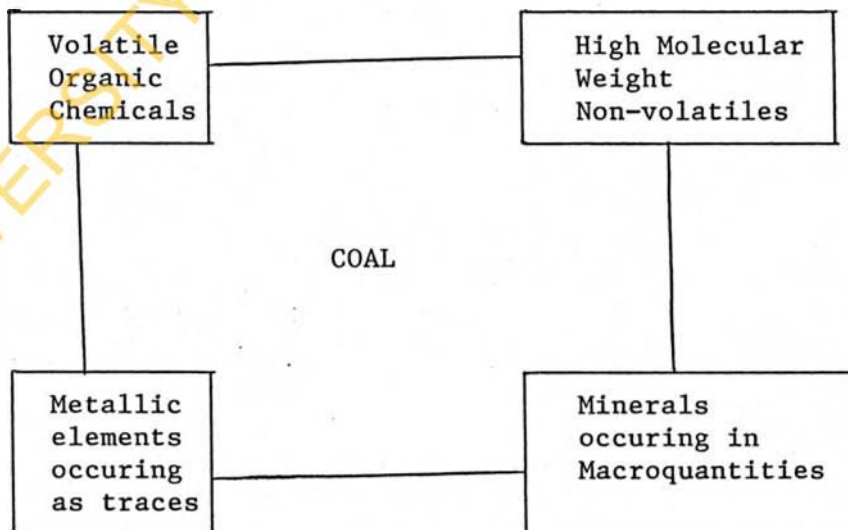 Volatile
Organic
Chemicals
High Molecular
Weight
Non-volatiles
COAL
Metallic
elements
occuring
as traces
Minerals
occuring in
Macroquantities